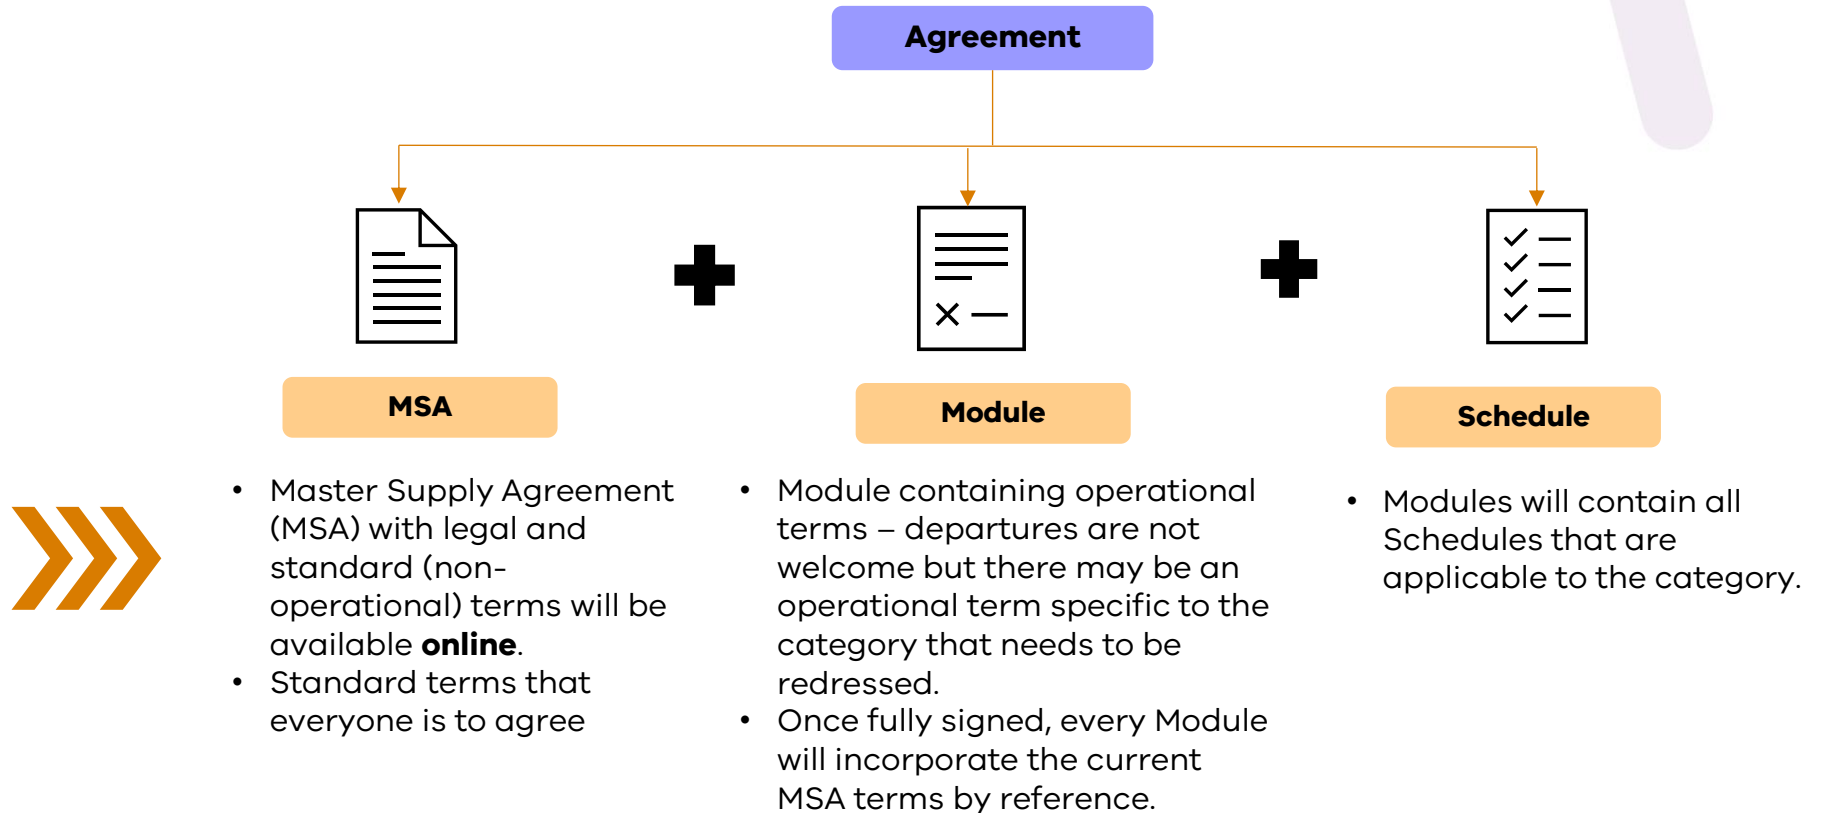 Agreement
MSA
Module
Schedule
• Master Supply Agreement
(MSA) with legal and
standard (non-
operational) terms will be
available online.
• Standard terms that
everyone is to agree
• Module containing operational
terms – departures are not
welcome but there may be an
operational term specific to the
category that needs to be
redressed.
• Once fully signed, every Module
will incorporate the current
MSA terms by reference.
• Modules will contain all
Schedules that are
applicable to the category.